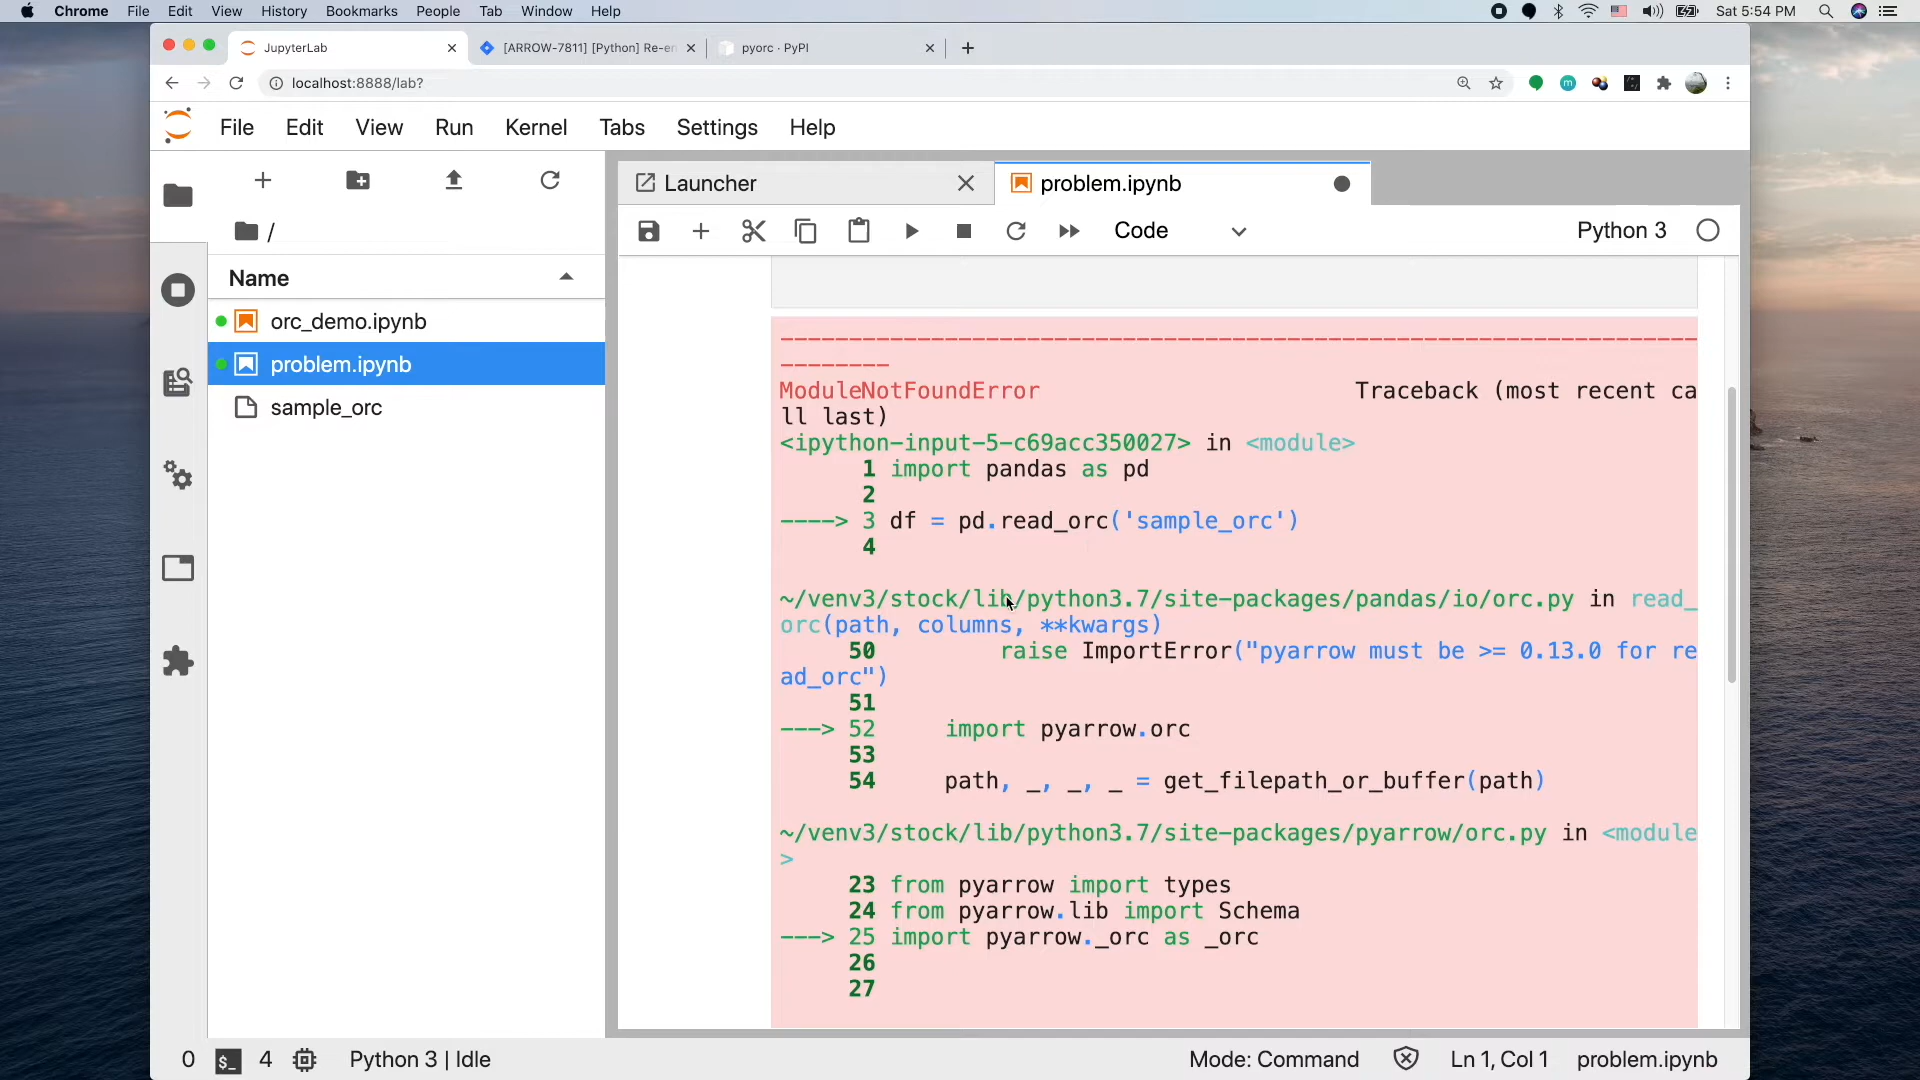 Chrome File Edit View History Bookmarks People Tab Window Help Sat 5:54 PM
JupyterLab [ARROW-7811] [Python] Re-en pyorc · PyPI
localhost:8888/lab?
File Edit View Run Kernel Tabs Settings Help
Launcher problem.ipynb
/ Code Python 3
Name
orc_demo.ipynb
problem.ipynb
sample_orc
--------------------------------------------------------------------
--------
ModuleNotFoundError Traceback (most recent ca
ll last)
<ipython-input-5-c69acc350027> in <module>
1 import pandas as pd
2
----> 3 df = pd.read_orc('sample_orc')
4
~/venv3/stock/lib/python3.7/site-packages/pandas/io/orc.py in read_
orc(path, columns, **kwargs)
50 raise ImportError("pyarrow must be >= 0.13.0 for re
ad_orc")
51
---> 52 import pyarrow.orc
53
54 path, _, _, _ = get_filepath_or_buffer(path)
~/venv3/stock/lib/python3.7/site-packages/pyarrow/orc.py in <module
>
23 from pyarrow import types
24 from pyarrow.lib import Schema
---> 25 import pyarrow._orc as _orc
26
27
0 $_ 4 Python 3 | Idle Mode: Command Ln 1, Col 1 problem.ipynb